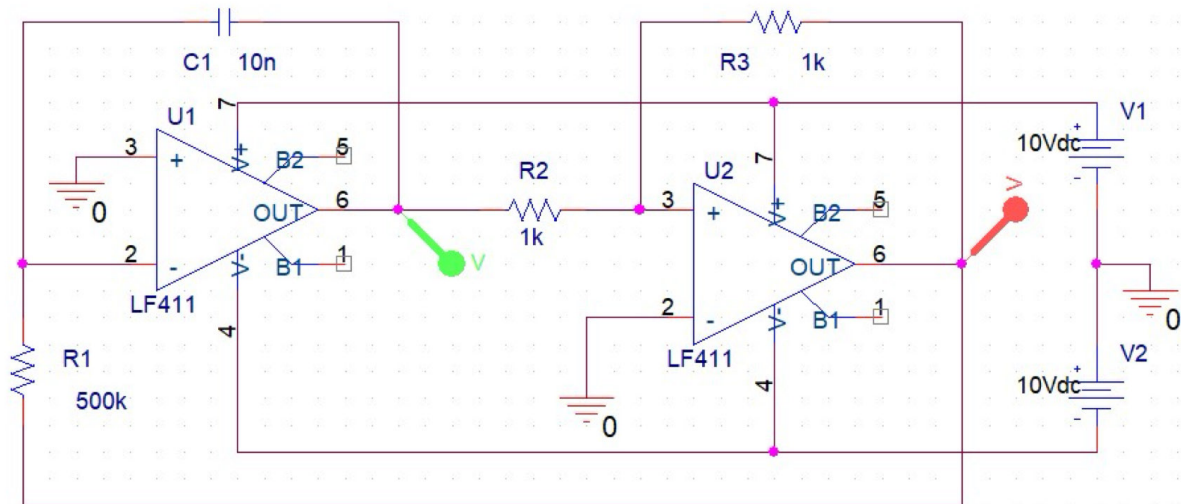 C1 10n
R3 1k
U1
7
V+
B2
5
3
+
0
OUT
6
2
-
V-
B1
1
LF411
4
R1
500k
R2
1k
V
U2
7
V+
B2
5
3
+
OUT
6
2
-
V-
B1
1
LF411
4
0
V
V1
10Vdc
+
-
0
V2
10Vdc
+
-